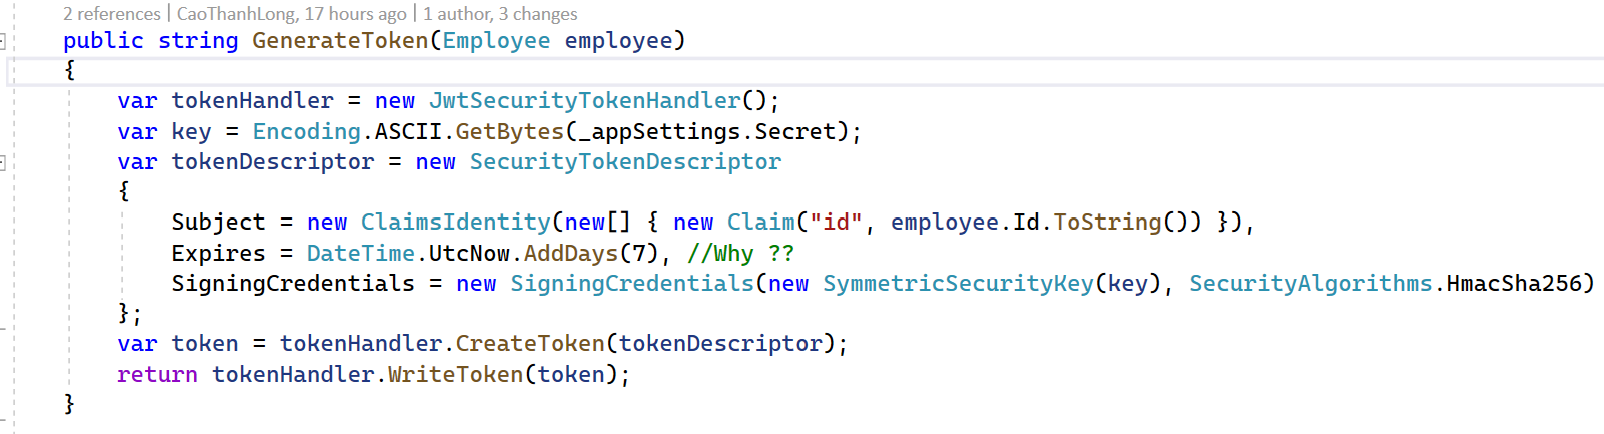 2 references | CaoThanhLong, 17 hours ago | 1 author, 3 changes
public string GenerateToken(Employee employee)
{
    var tokenHandler = new JwtSecurityTokenHandler();
    var key = Encoding.ASCII.GetBytes(_appSettings.Secret);
    var tokenDescriptor = new SecurityTokenDescriptor
    {
        Subject = new ClaimsIdentity(new[] { new Claim("id", employee.Id.ToString()) }),
        Expires = DateTime.UtcNow.AddDays(7), //Why ??
        SigningCredentials = new SigningCredentials(new SymmetricSecurityKey(key), SecurityAlgorithms.HmacSha256)
    };
    var token = tokenHandler.CreateToken(tokenDescriptor);
    return tokenHandler.WriteToken(token);
}